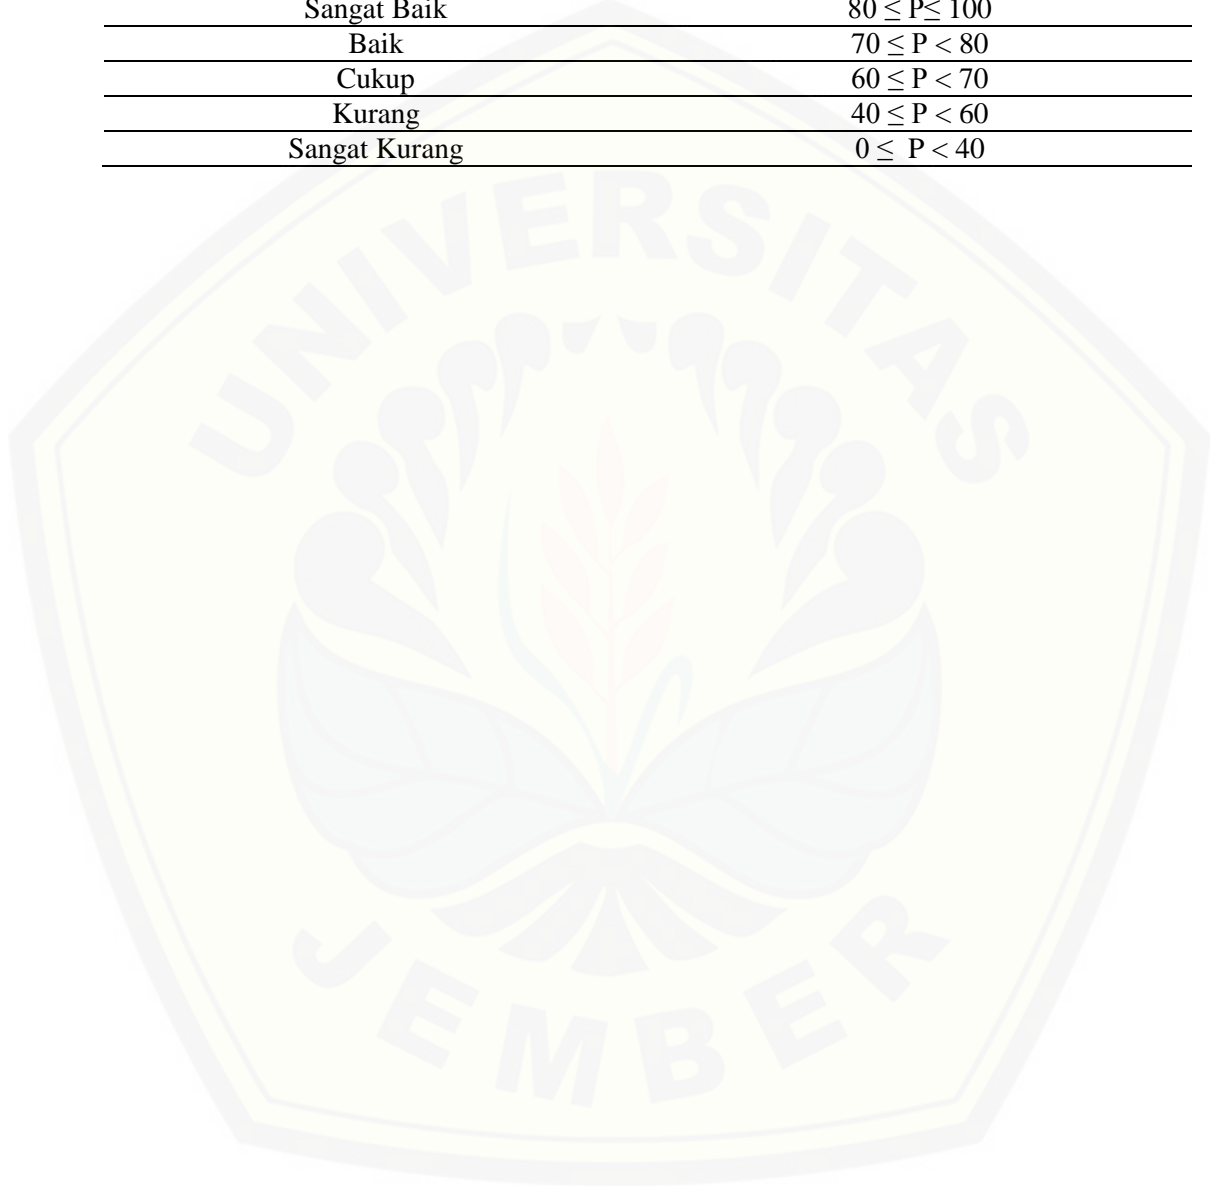 Sangat Baik 80 ≤ P≤ 100
Baik 70 ≤ P < 80
Cukup 60 ≤ P < 70
Kurang 40 ≤ P < 60
Sangat Kurang 0 ≤ P < 40
UNIVERSITAS
JEMBER